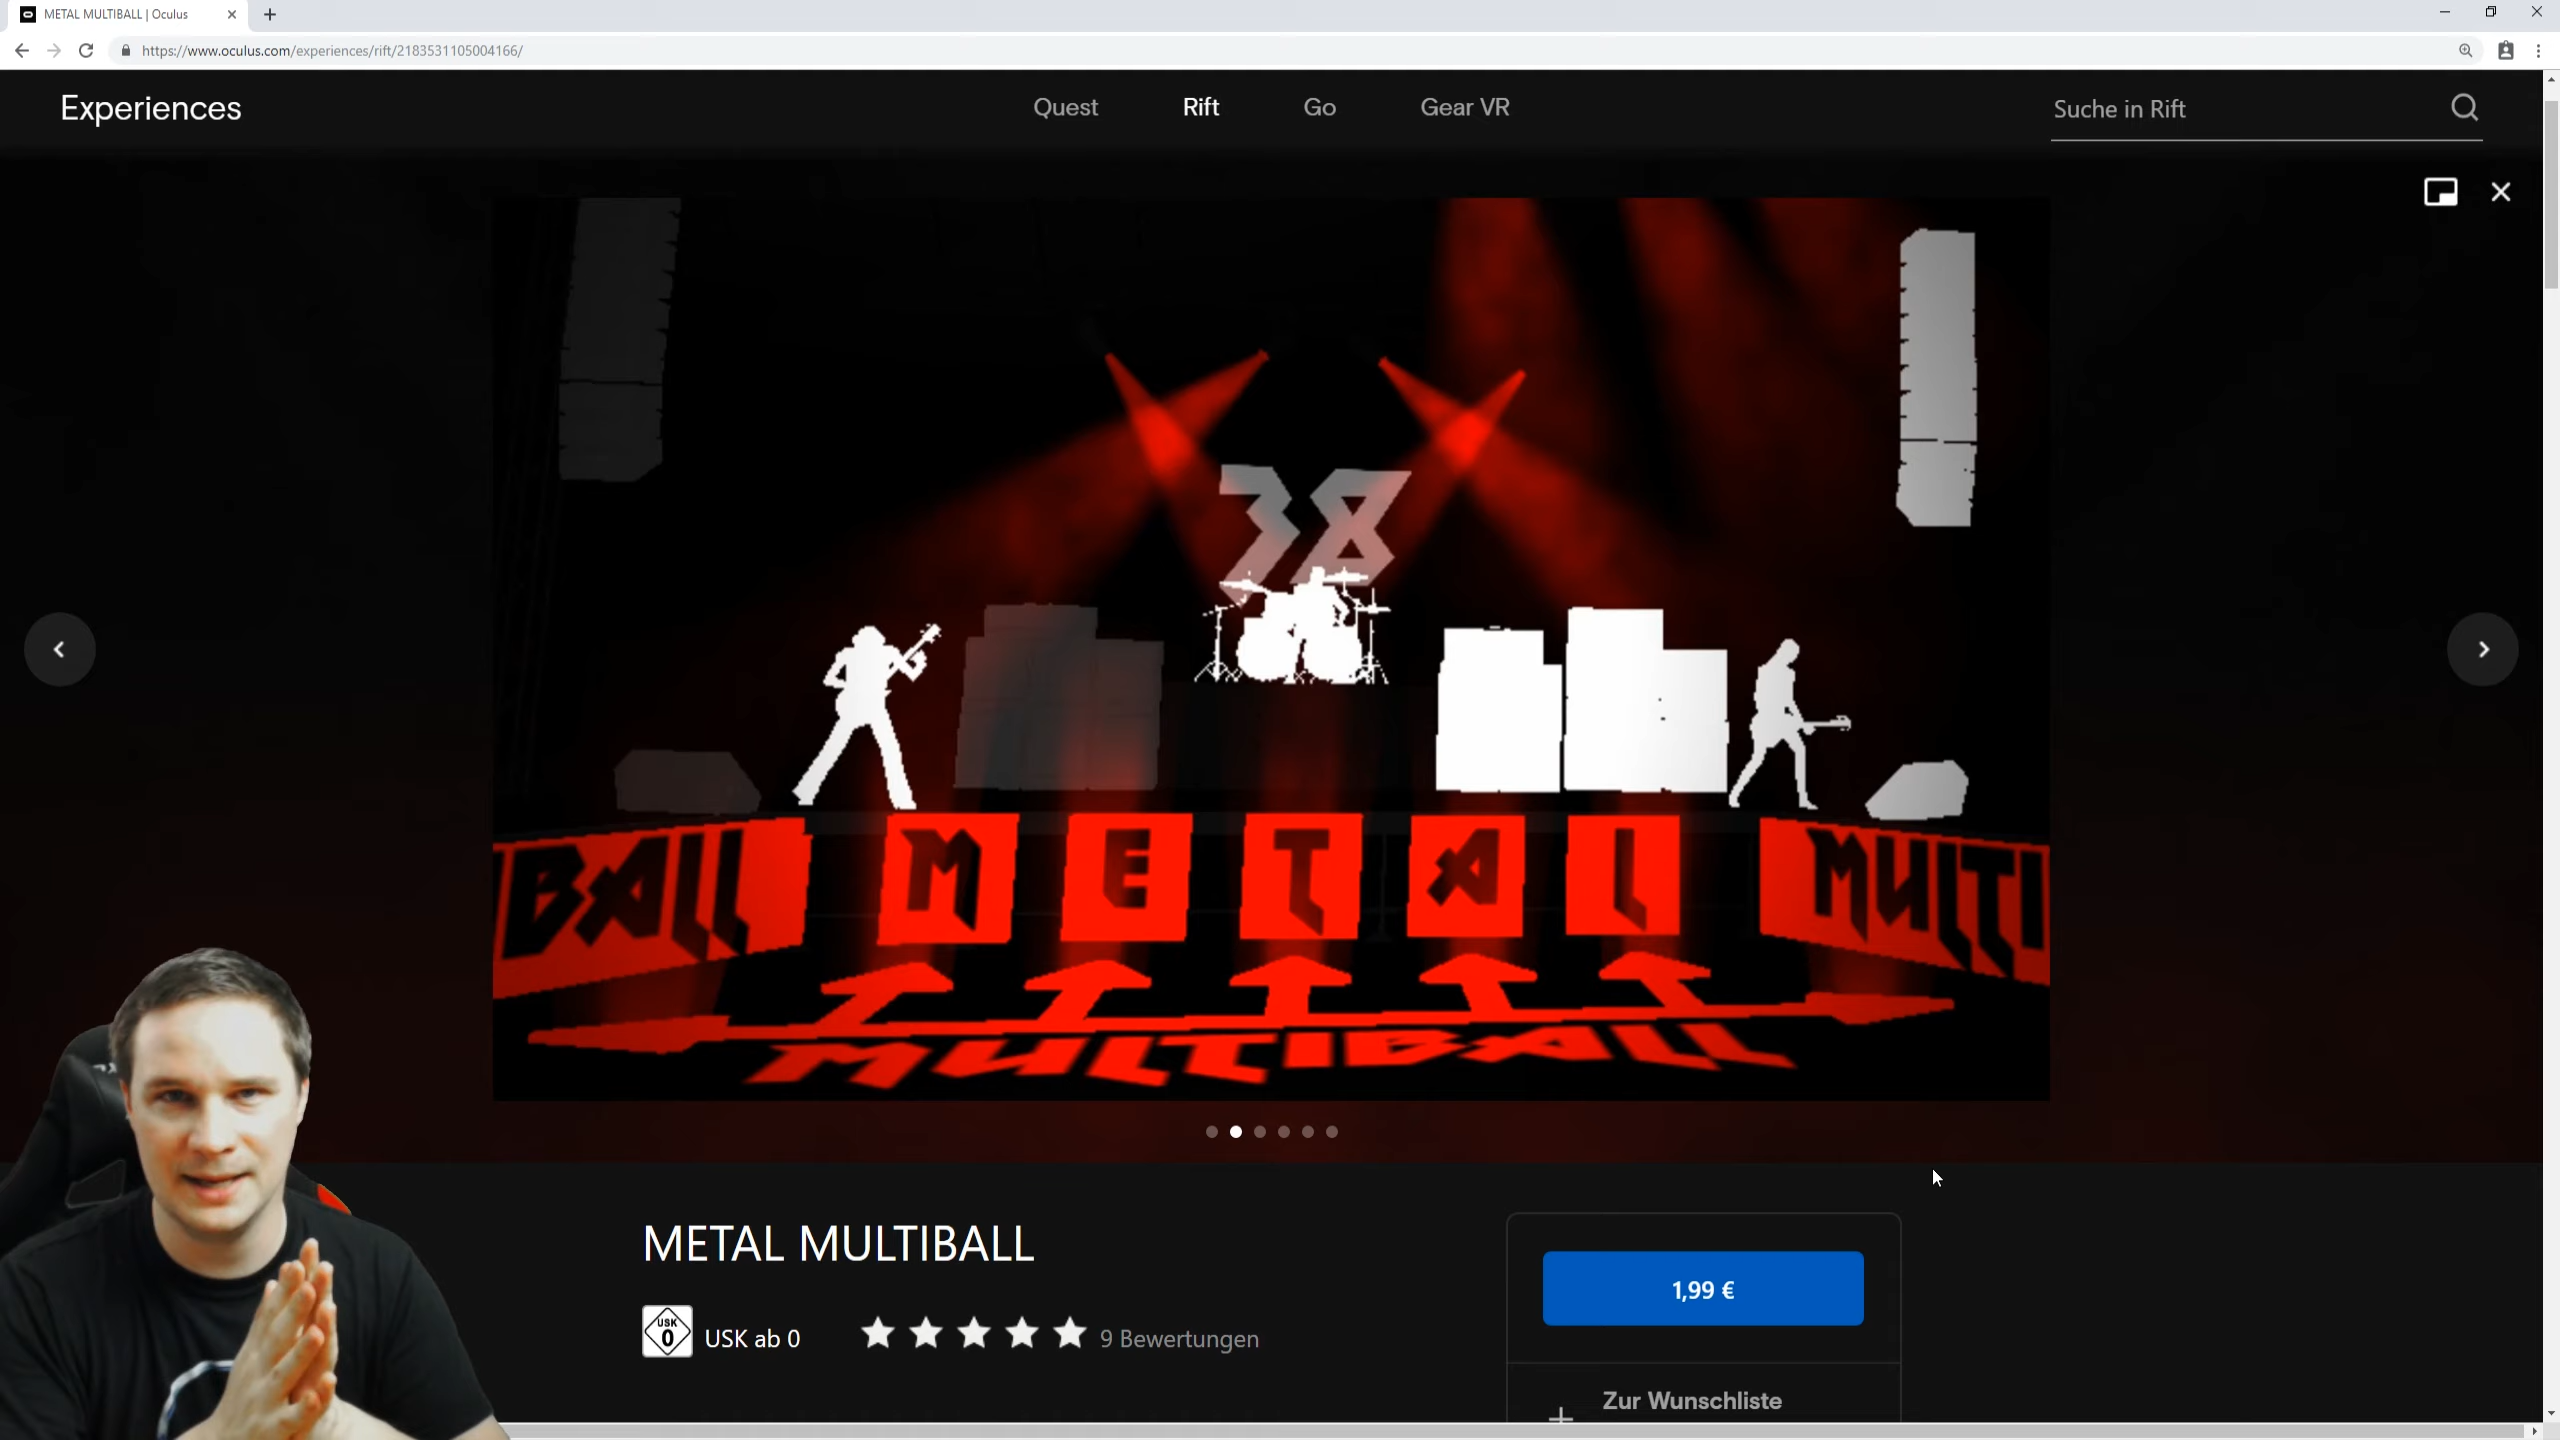 METAL MULTIBALL | Oculus
https://www.oculus.com/experiences/rift/2183531105004166/
Experiences
Quest
Rift
Go
Gear VR
Suche in Rift
38
BALL
METAL
MULTI
MULTIBALL
METAL MULTIBALL
USK
0
USK ab 0
9 Bewertungen
1,99 €
Zur Wunschliste